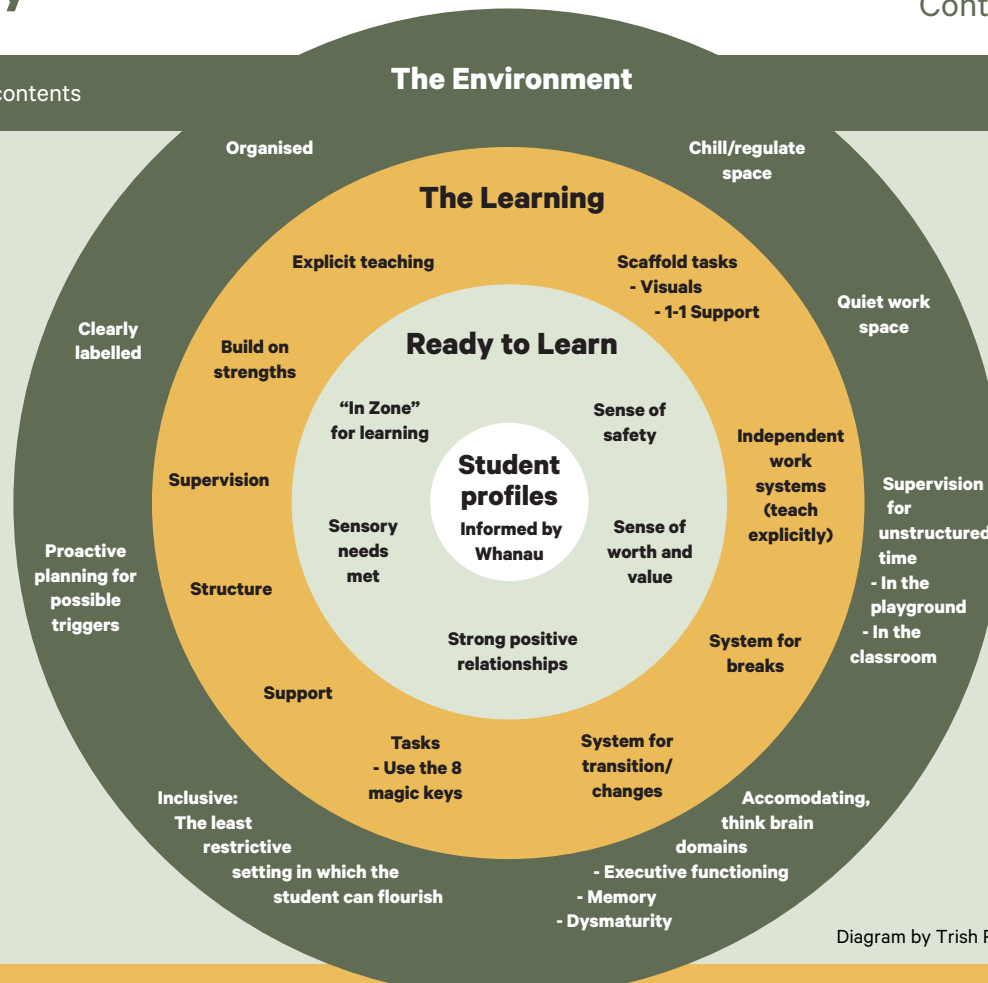 Cont
contents
The Environment
Organised
Chill/regulate
space
Clearly
labelled
Quiet work
space
Proactive
planning for
possible
triggers
Supervision
for
unstructured
time
- In the
playground
- In the
classroom
Inclusive:
The least
restrictive
setting in which the
student can flourish
Accomodating,
think brain
domains
- Executive functioning
- Memory
- Dysmaturity
The Learning
Explicit teaching
Scaffold tasks
- Visuals
- 1-1 Support
Build on
strengths
Supervision
Independent
work
systems
(teach
explicitly)
Structure
System for
breaks
Support
Tasks
- Use the 8
magic keys
System for
transition/
changes
Ready to Learn
“In Zone”
for learning
Sense of
safety
Sensory
needs
met
Sense of
worth and
value
Strong positive
relationships
Student
profiles
Informed by
Whanau
Diagram by Trish